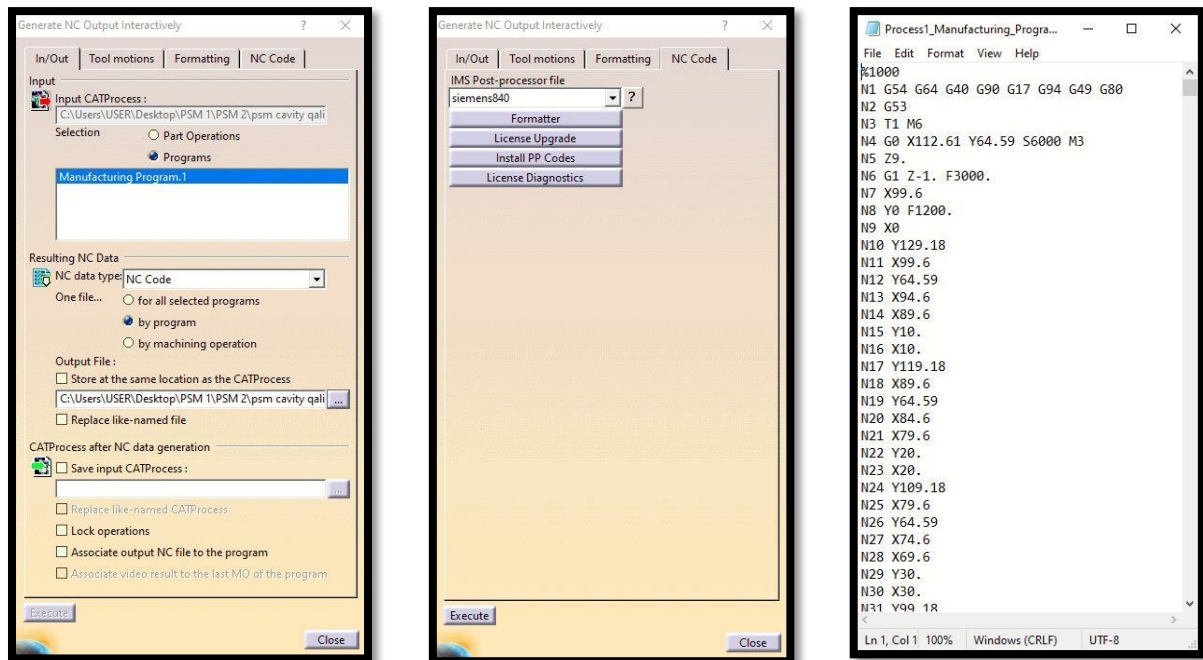 Generate NC Output Interactively ? ×
In/Out Tool motions Formatting NC Code
Input
Input CATProcess :
C:\Users\USER\Desktop\PSM 1\PSM 2\psm cavity qali
Selection Part Operations
Programs
Manufacturing Program.1
Resulting NC Data
NC data type: NC Code
One file... for all selected programs
by program
by machining operation
Output File :
Store at the same location as the CATProcess
C:\Users\USER\Desktop\PSM 1\PSM 2\psm cavity qali ...
Replace like-named file
CATProcess after NC data generation
Save input CATProcess :
...
Replace like-named CATProcess
Lock operations
Associate output NC file to the program
Associate video result to the last MO of the program
Execute
Close
Generate NC Output Interactively ? ×
In/Out Tool motions Formatting NC Code
IMS Post-processor file
siemens840 ?
Formatter
License Upgrade
Install PP Codes
License Diagnostics
Execute
Close
Process1_Manufacturing_Progra...
File Edit Format View Help
%1000
N1 G54 G64 G40 G90 G17 G94 G49 G80
N2 G53
N3 T1 M6
N4 G0 X112.61 Y64.59 S6000 M3
N5 Z9.
N6 G1 Z-1. F3000.
N7 X99.6
N8 Y0 F1200.
N9 X0
N10 Y129.18
N11 X99.6
N12 Y64.59
N13 X94.6
N14 X89.6
N15 Y10.
N16 X10.
N17 Y119.18
N18 X89.6
N19 Y64.59
N20 X84.6
N21 X79.6
N22 Y20.
N23 X20.
N24 Y109.18
N25 X79.6
N26 Y64.59
N27 X74.6
N28 X69.6
N29 Y30.
N30 X30.
N31 Y99.18
Ln 1, Col 1 100% Windows (CRLF) UTF-8